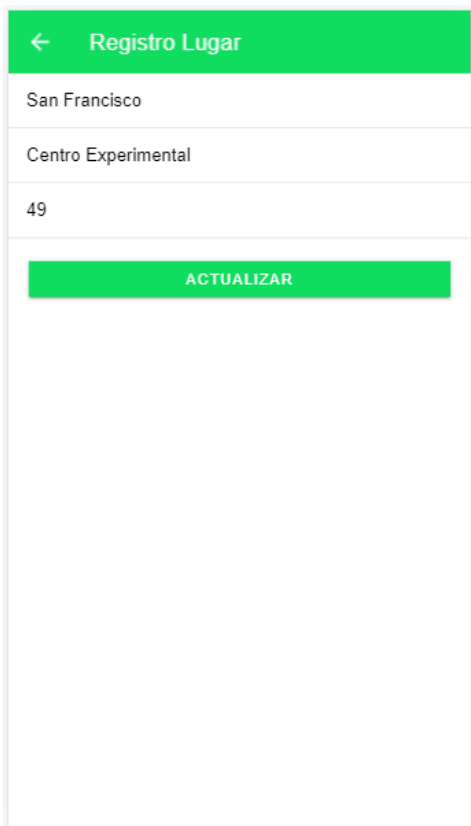 Registro Lugar
San Francisco
Centro Experimental
49
ACTUALIZAR